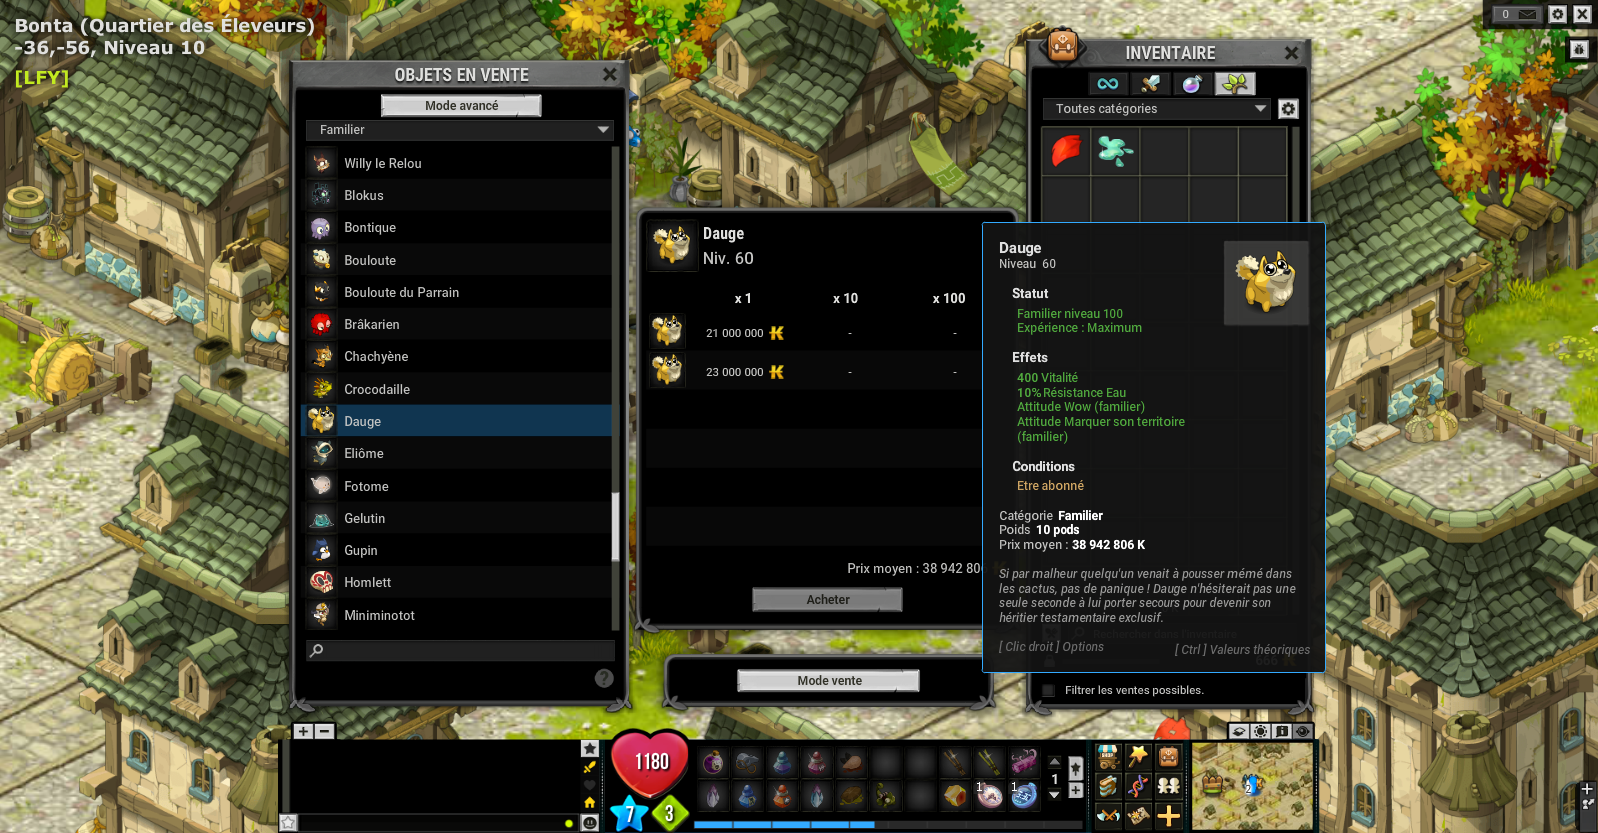 Bonta (Quartier des Éleveurs)
-36,-56, Niveau 10
[LFY]
0
OBJETS EN VENTE
Mode avancé
Familier
Willy le Relou
Blokus
Bontique
Bouloute
Bouloute du Parrain
Brâkarien
Chachyène
Crocodaille
Dauge
Eliôme
Fotome
Gelutin
Gupin
Homlett
Miniminotot
Dauge
Niv. 60
x 1 x 10 x 100
21 000 000 - -
23 000 000 - -
Prix moyen : 38 942 806
Acheter
Mode vente
INVENTAIRE
Toutes catégories
Dauge
Niveau 60
Statut
Familier niveau 100
Expérience : Maximum
Effets
400 Vitalité
10% Résistance Eau
Attitude Wow (familier)
Attitude Marquer son territoire
(familier)
Conditions
Etre abonné
Catégorie Familier
Poids 10 pods
Prix moyen : 38 942 806 K
Si par malheur quelqu'un venait à pousser mémé dans
les cactus, pas de panique ! Dauge n'hésiterait pas une
seule seconde à lui porter secours pour devenir son
héritier testamentaire exclusif.
[ Clic droit ] Options
[ Ctrl ] Valeurs théoriques
Filtrer les ventes possibles.
1180
7
3
1
1
1
2